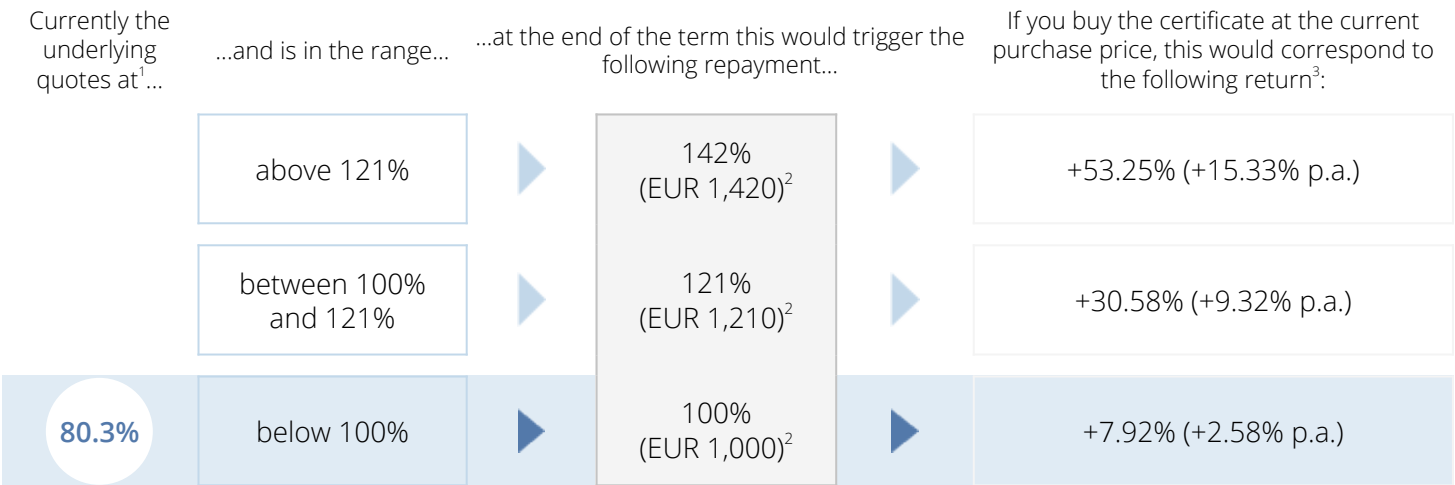 Currently the
underlying
quotes at¹...
...and is in the range...
...at the end of the term this would trigger the
following repayment...
If you buy the certificate at the current
purchase price, this would correspond to
the following return³:
above 121%
142%
(EUR 1,420)²
+53.25% (+15.33% p.a.)
between 100%
and 121%
121%
(EUR 1,210)²
+30.58% (+9.32% p.a.)
80.3%
below 100%
100%
(EUR 1,000)²
+7.92% (+2.58% p.a.)